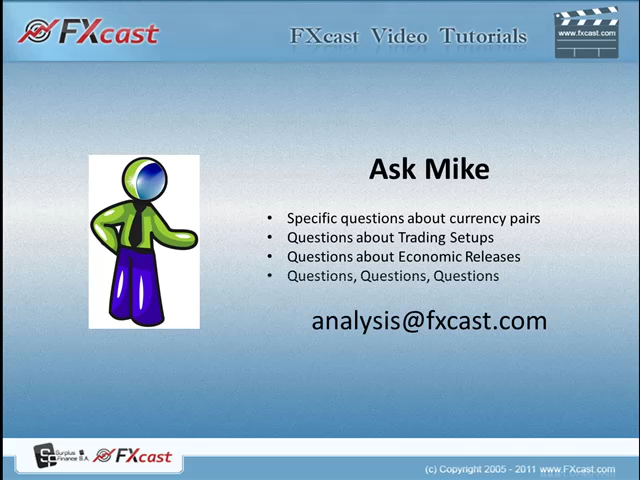 FXcast
FXcast Video Tutorials
www.fxcast.com
Ask Mike
• Specific questions about currency pairs
• Questions about Trading Setups
• Questions about Economic Releases
• Questions, Questions, Questions
analysis@fxcast.com
Surplus
Finance S.A.
FXcast
(c) Copyright 2005 - 2011 www.FXcast.com